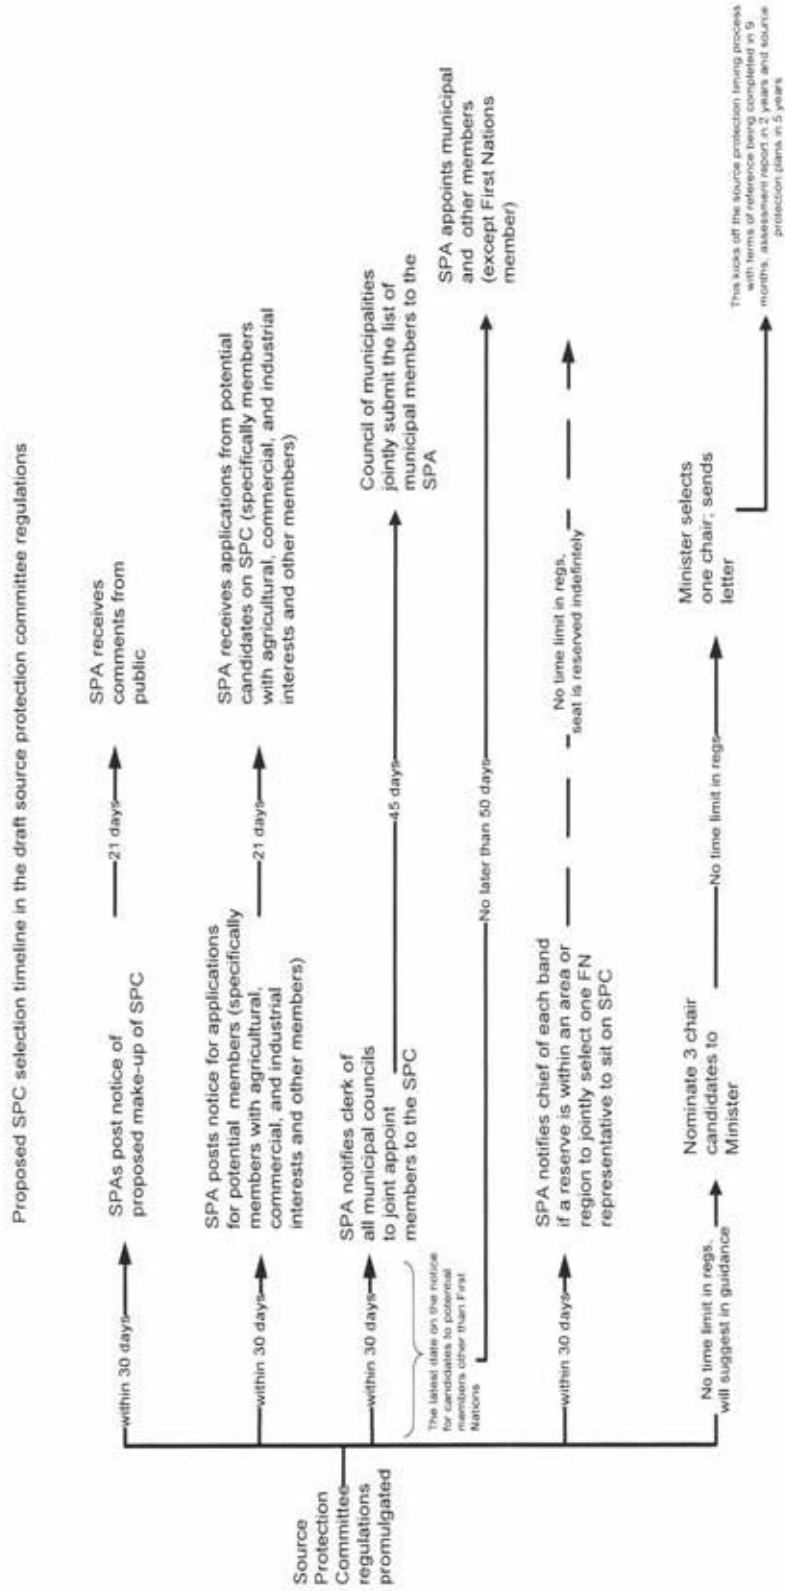 Proposed SPC selection timeline in the draft source protection committee regulations
Source
Protection
Committee
regulations
promulgated
within 30 days
SPAs post notice of
proposed make-up of SPC
21 days
SPA receives
comments from
public
within 30 days
SPA posts notice for applications
for potential members (specifically
members with agricultural,
commercial, and industrial
interests and other members)
21 days
SPA receives applications from potential
candidates on SPC (specifically members
with agricultural, commercial, and industrial
interests and other members)
within 30 days
SPA notifies clerk of
all municipal councils
to joint appoint
members to the SPC
45 days
Council of municipalities
jointly submit the list of
municipal members to the
SPA
The latest date on the notice
for candidates to potential
members other than First
Nations
No later than 50 days
SPA appoints municipal
and other members
(except First Nations
member)
within 30 days
SPA notifies chief of each band
if a reserve is within an area or
region to jointly select one FN
representative to sit on SPC
No time limit in regs,
seat is reserved indefintely
No time limit in regs,
will suggest in guidance
Nominate 3 chair
candidates to
Minister
No time limit in regs
Minister selects
one chair; sends
letter
This kicks off the source protection timing process
with terms of reference being completed in 9
months, assessment report in 2 years and source
protection plans in 5 years